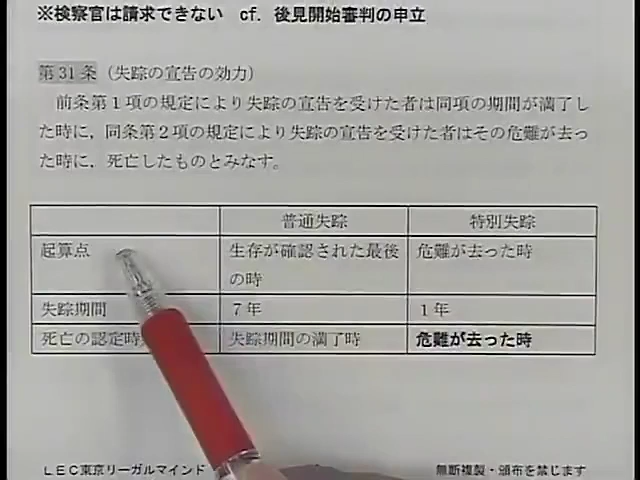 ※検察官は請求できない　cf. 後見開始審判の申立
第31条（失踪の宣告の効力）
前条第１項の規定により失踪の宣告を受けた者は同項の期間が満了し
た時に，同条第２項の規定により失踪の宣告を受けた者はその危難が去っ
た時に，死亡したものとみなす。
普通失踪　特別失踪
起算点　生存が確認された最後　危難が去った時
の時
失踪期間　７年　１年
死亡の認定時　失踪期間の満了時　危難が去った時
ＬＥＣ東京リーガルマインド　無断複製・頒布を禁じます